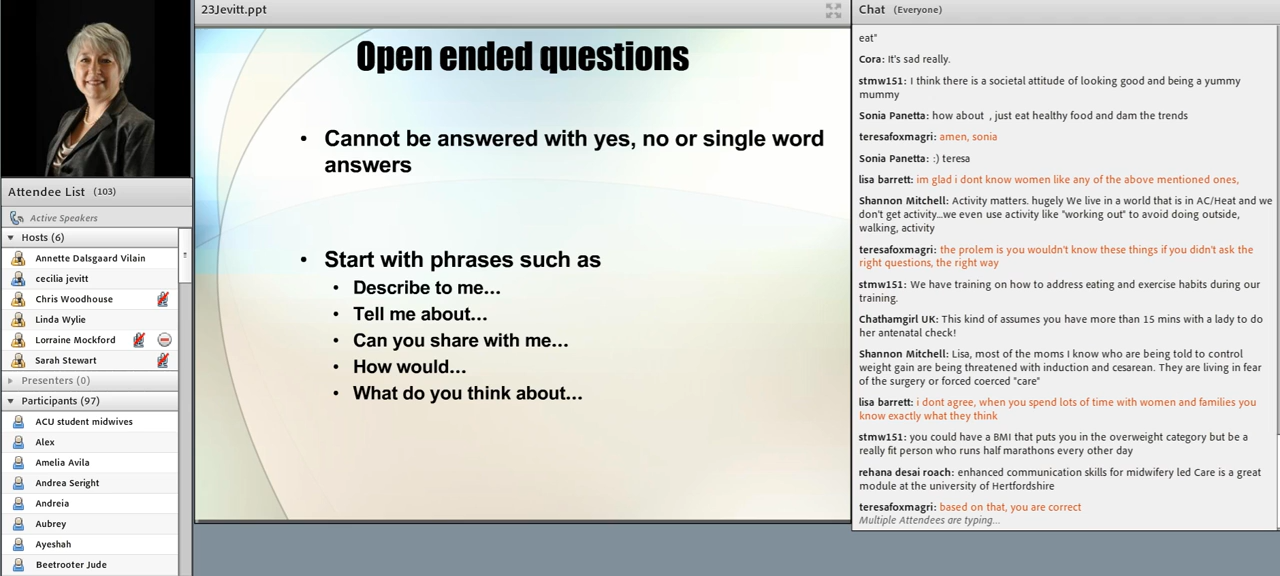 23Jevitt.ppt
Open ended questions
• Cannot be answered with yes, no or single word
answers
• Start with phrases such as
• Describe to me...
• Tell me about...
• Can you share with me...
• How would...
• What do you think about...
Attendee List (103)
Active Speakers
Hosts (6)
Annette Dalsgaard Vilain
cecilia jevitt
Chris Woodhouse
Linda Wylie
Lorraine Mockford
Sarah Stewart
Presenters (0)
Participants (97)
ACU student midwives
Alex
Amelia Avila
Andrea Seright
Andreia
Aubrey
Ayeshah
Beetrooter Jude
Chat (Everyone)
eat"
Cora: It's sad really.
stmw151: I think there is a societal attitude of looking good and being a yummy
mummy
Sonia Panetta: how about , just eat healthy food and dam the trends
teresafoxmagri: amen, sonia
Sonia Panetta: :) teresa
lisa barrett: im glad i dont know women like any of the above mentioned ones,
Shannon Mitchell: Activity matters. hugely We live in a world that is in AC/Heat and we
don't get activity...we even use activity like "working out" to avoid doing outside,
walking, activity
teresafoxmagri: the prolem is you wouldn't know these things if you didn't ask the
right questions, the right way
stmw151: We have training on how to address eating and exercise habits during our
training.
Chathamgirl UK: This kind of assumes you have more than 15 mins with a lady to do
her antenatal check!
Shannon Mitchell: Lisa, most of the moms I know who are being told to control
weight gain are being threatened with induction and cesarean. They are living in fear
of the surgery or forced coerced "care"
lisa barrett: i dont agree, when you spend lots of time with women and families you
know exactly what they think
stmw151: you could have a BMI that puts you in the overweight category but be a
really fit person who runs half marathons every other day
rehana desai roach: enhanced communication skills for midwifery led Care is a great
module at the university of Hertfordshire
teresafoxmagri: based on that, you are correct
Multiple Attendees are typing...